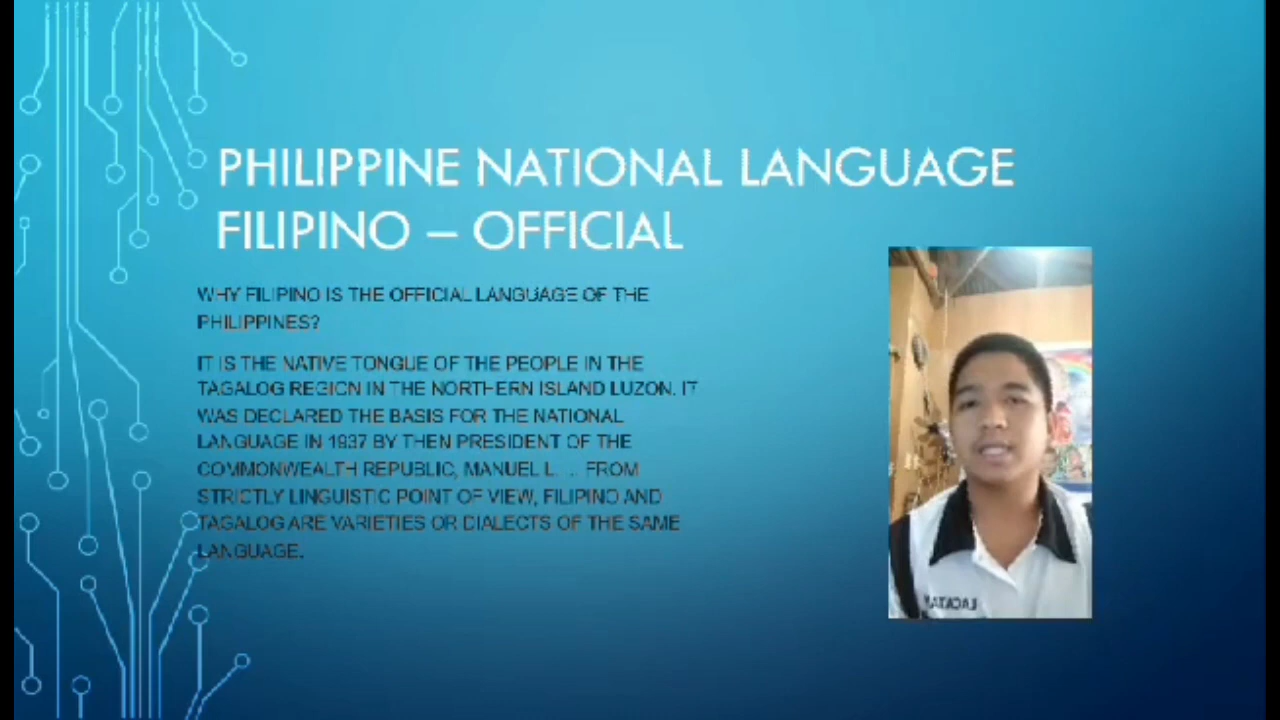 PHILIPPINE NATIONAL LANGUAGE
FILIPINO – OFFICIAL
WHY FILIPINO IS THE OFFICIAL LANGUAGE OF THE
PHILIPPINES?
IT IS THE NATIVE TONGUE OF THE PEOPLE IN THE
TAGALOG REGION IN THE NORTHERN ISLAND LUZON. IT
WAS DECLARED THE BASIS FOR THE NATIONAL
LANGUAGE IN 1937 BY THEN PRESIDENT OF THE
COMMONWEALTH REPUBLIC, MANUEL L. ... FROM
STRICTLY LINGUISTIC POINT OF VIEW, FILIPINO AND
TAGALOG ARE VARIETIES OR DIALECTS OF THE SAME
LANGUAGE.